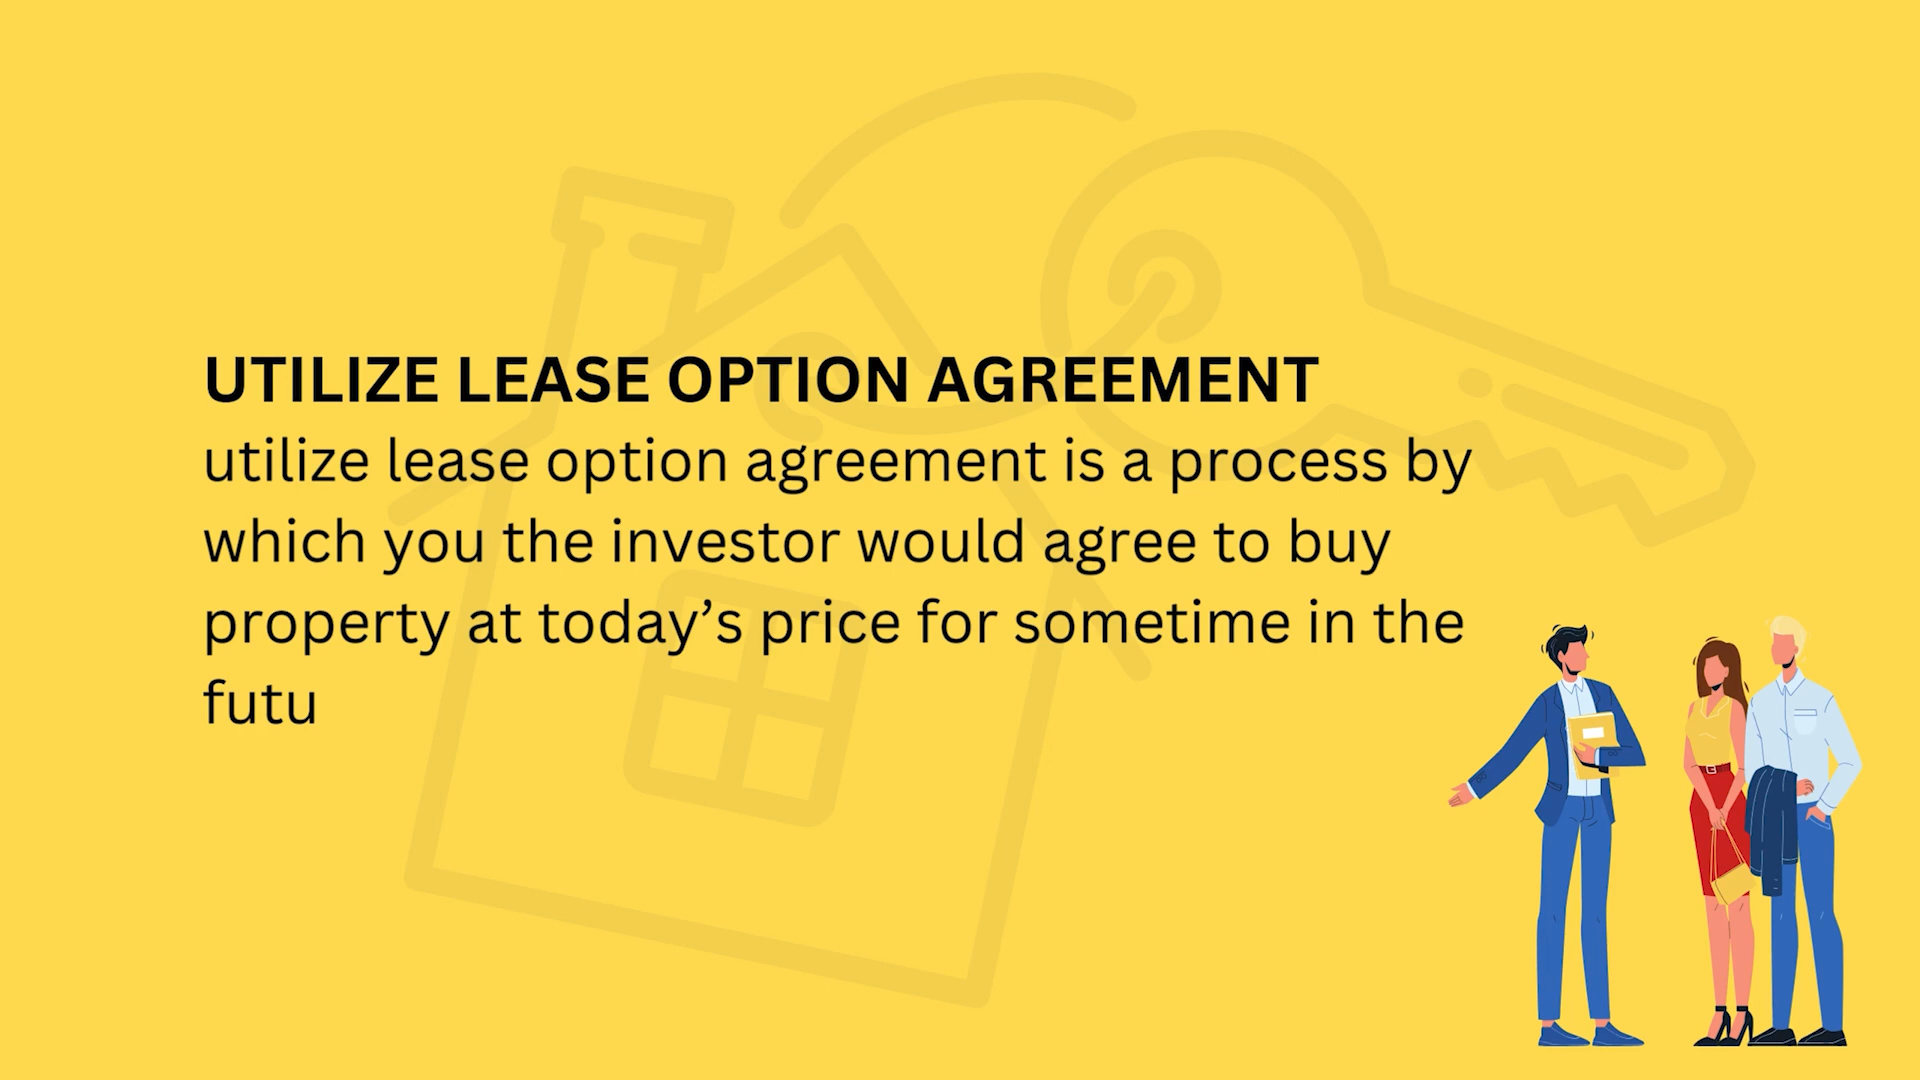 UTILIZE LEASE OPTION AGREEMENT
utilize lease option agreement is a process by
which you the investor would agree to buy
property at today’s price for sometime in the
futu